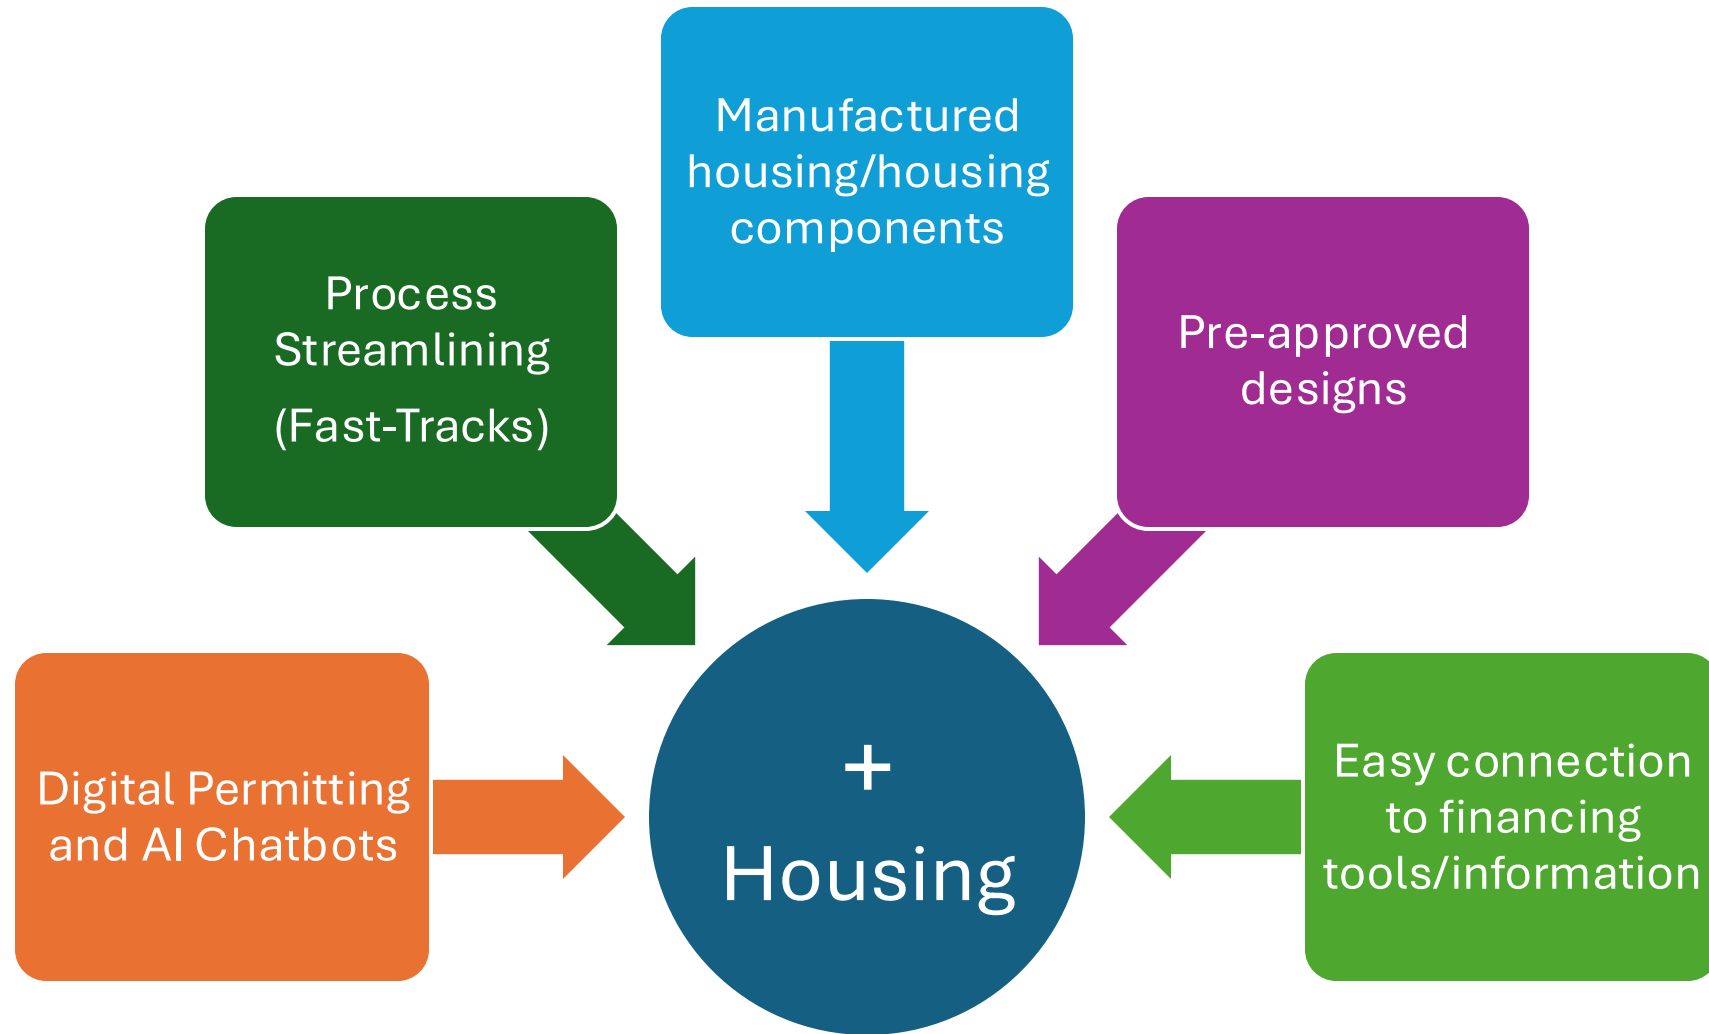 Manufactured
housing/housing
components
Process
Streamlining
(Fast-Tracks)
Pre-approved
designs
Digital Permitting
and AI Chatbots
+
Housing
Easy connection
to financing
tools/information